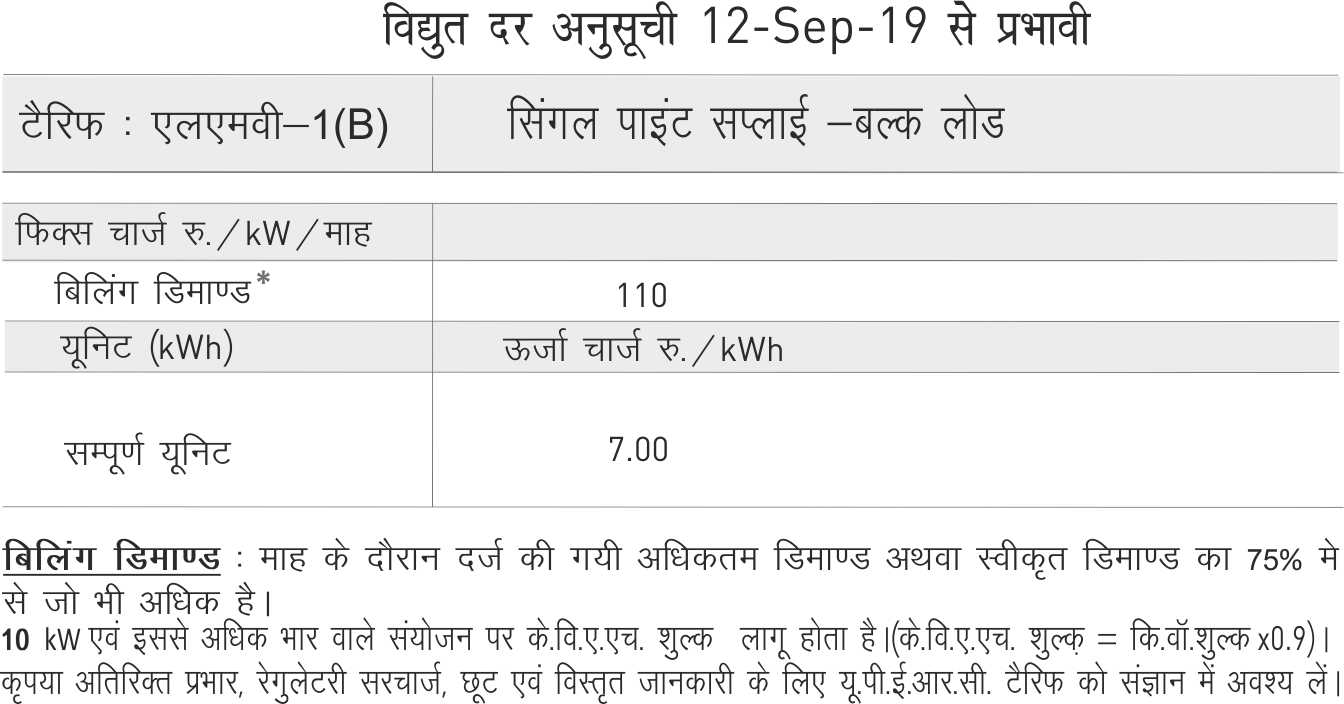 विद्युत दर अनुसूची 12-Sep-19 से प्रभावी
टैरिफ : एलएमवी–1(B) सिंगल पाइंट सप्लाई –बल्क लोड
फिक्स चार्ज रु./kW/माह
बिलिंग डिमाण्ड* 110
यूनिट (kWh) ऊर्जा चार्ज रु./kWh
सम्पूर्ण यूनिट 7.00
बिलिंग डिमाण्ड : माह के दौरान दर्ज की गयी अधिकतम डिमाण्ड अथवा स्वीकृत डिमाण्ड का 75% मे
से जो भी अधिक है।
10 kW एवं इससे अधिक भार वाले संयोजन पर के.वि.ए.एच. शुल्क लागू होता है।(के.वि.ए.एच. शुल्क़ = कि.वॉ.शुल्क x0.9)।
कृपया अतिरिक्त प्रभार, रेगुलेटरी सरचार्ज, छूट एवं विस्तृत जानकारी के लिए यू.पी.ई.आर.सी. टैरिफ को संज्ञान में अवश्य लें।